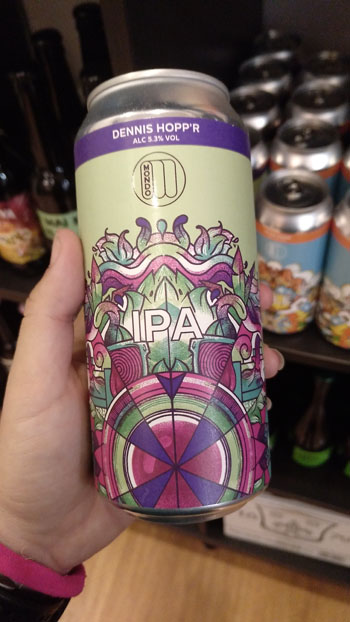 DENNIS HOPP'R
ALC 5.3% VOL
MONDO
IPA